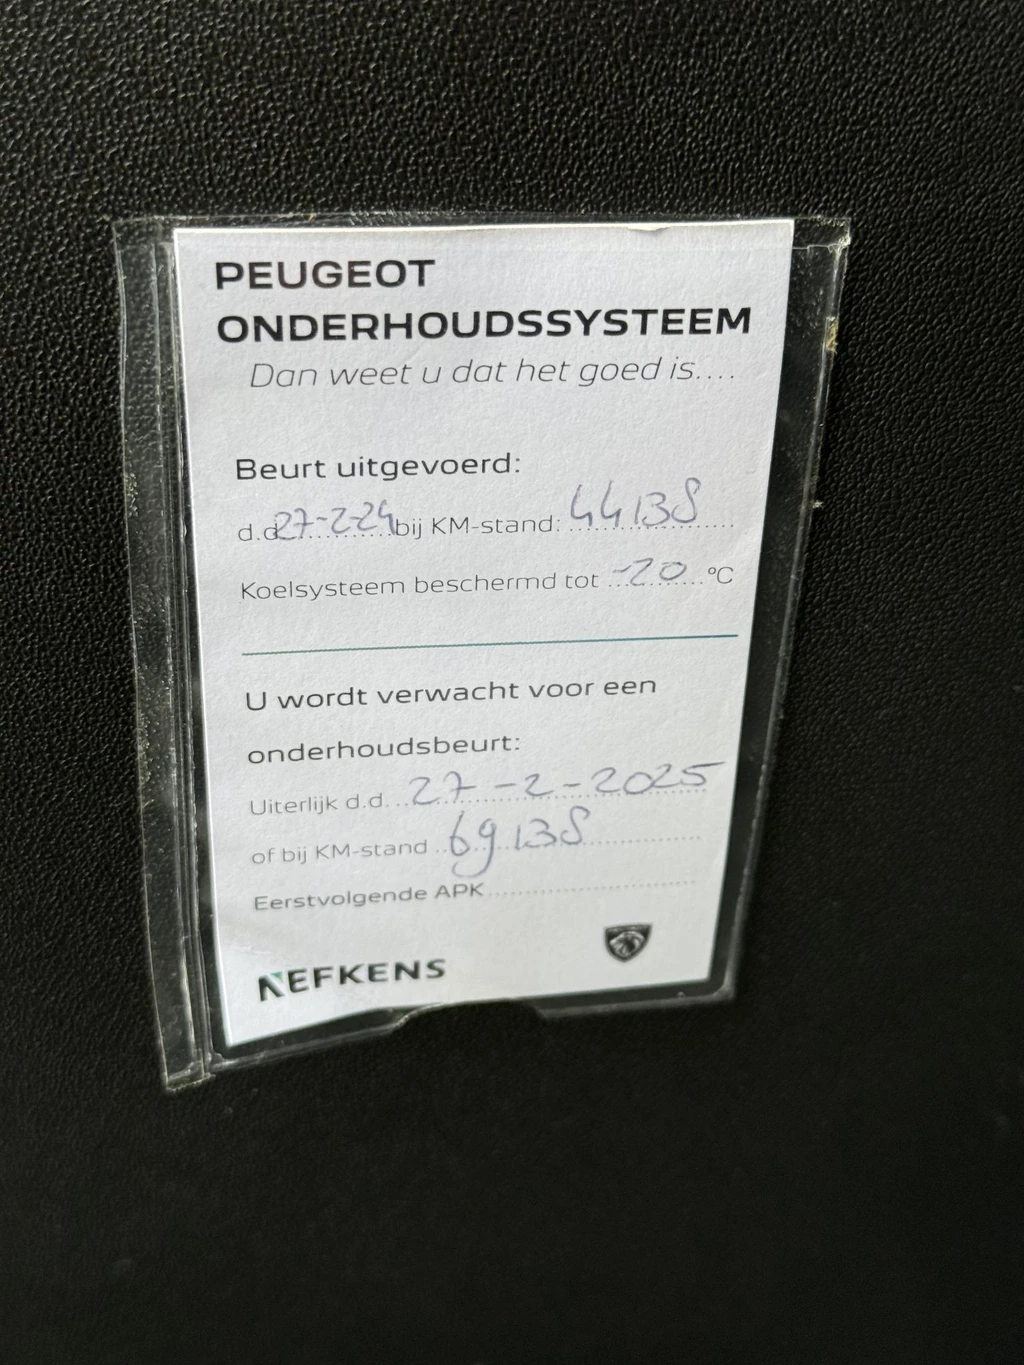 PEUGEOT
ONDERHOUDSSYSTEEM
Dan weet u dat het goed is....
Beurt uitgevoerd:
d.d 27-2-24 bij KM-stand: 44138
Koelsysteem beschermd tot -20 °C
U wordt verwacht voor een
onderhoudsbeurt:
Uiterlijk d.d. 27-2-2025
of bij KM-stand 69138
Eerstvolgende APK
NEFKENS